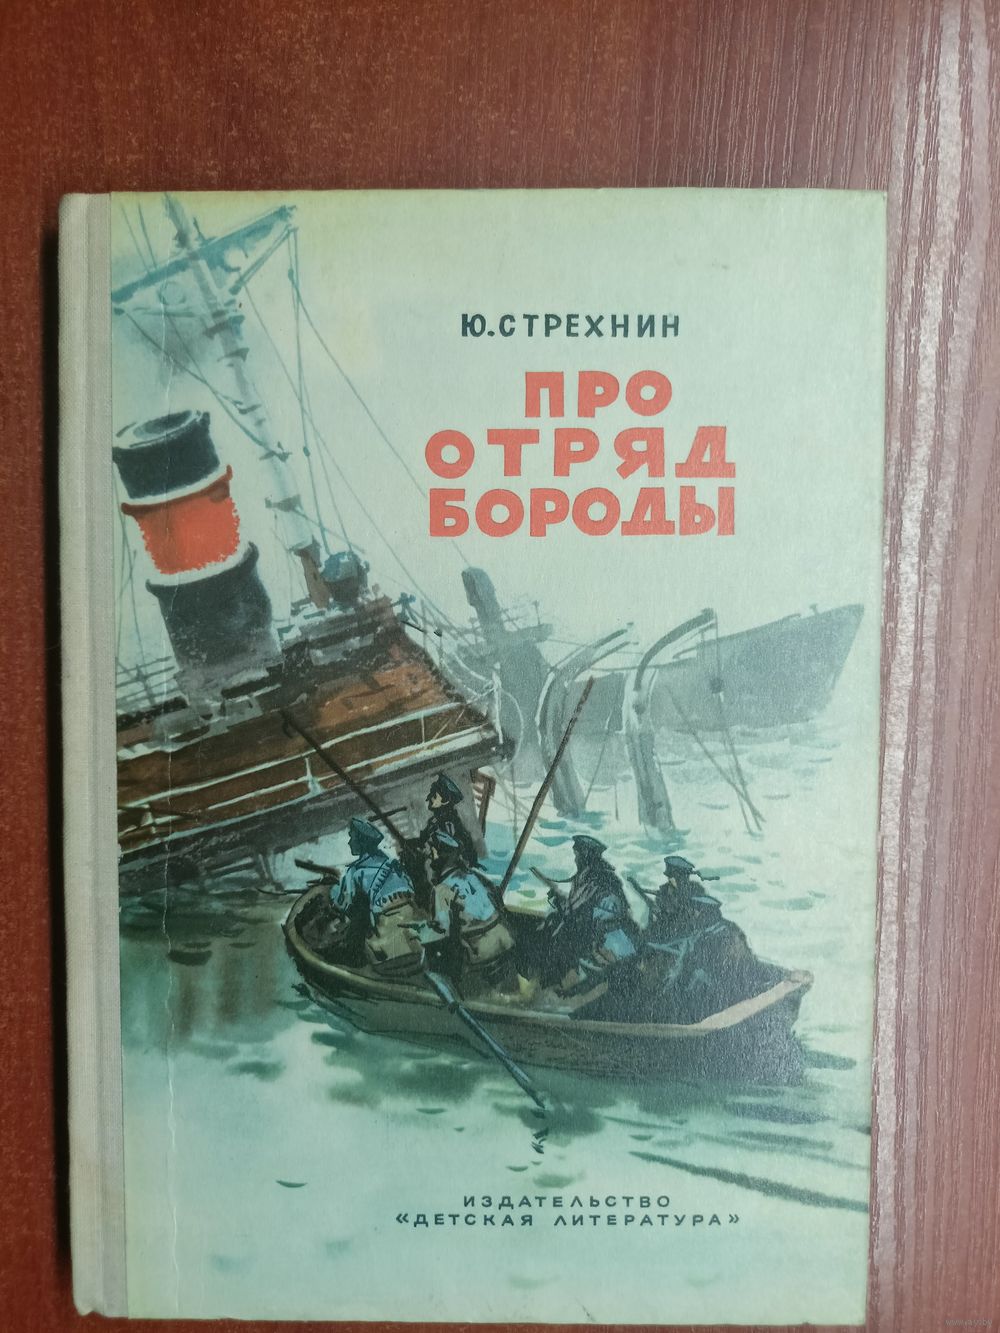 Ю.СТРЕХНИН
ПРО
ОТРЯД
БОРОДЫ
ИЗДАТЕЛЬСТВО
«ДЕТСКАЯ ЛИТЕРАТУРА»